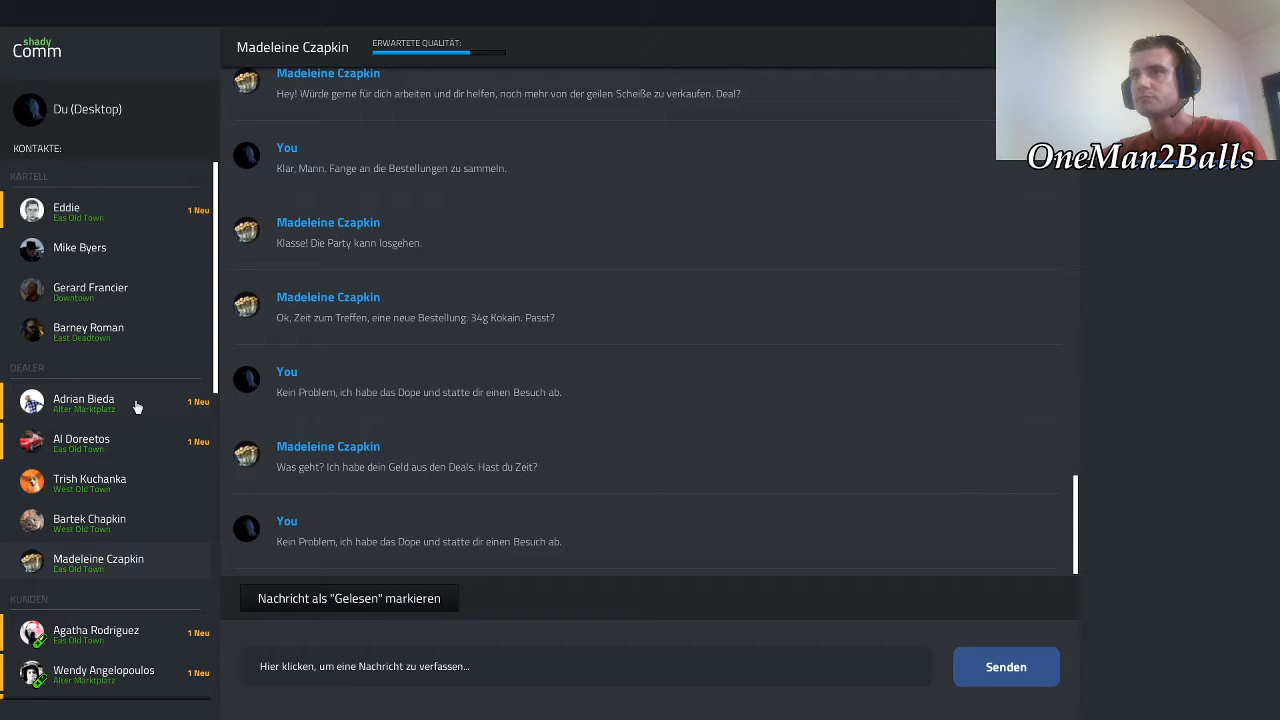 shady
Comm
Du (Desktop)
KONTAKTE:
KARTELL
Eddie
Eas Old Town
1 Neu
Mike Byers
Gerard Francier
Downtown
Barney Roman
East Deadtown
DEALER
Adrian Bieda
Alter Marktplatz
1 Neu
Al Doreetos
Eas Old Town
1 Neu
Trish Kuchanka
West Old Town
Bartek Chapkin
West Old Town
Madeleine Czapkin
Eas Old Town
KUNDEN
Agatha Rodriguez
Eas Old Town
1 Neu
Wendy Angelopoulos
Alter Marktplatz
1 Neu
Madeleine Czapkin
ERWARTETE QUALITÄT:
Madeleine Czapkin
Hey! Würde gerne für dich arbeiten und dir helfen, noch mehr von der geilen Scheiße zu verkaufen. Deal?
You
Klar, Mann. Fange an die Bestellungen zu sammeln.
Madeleine Czapkin
Klasse! Die Party kann losgehen.
Madeleine Czapkin
Ok, Zeit zum Treffen, eine neue Bestellung: 34g Kokain. Passt?
You
Kein Problem, ich habe das Dope und statte dir einen Besuch ab.
Madeleine Czapkin
Was geht? Ich habe dein Geld aus den Deals. Hast du Zeit?
You
Kein Problem, ich habe das Dope und statte dir einen Besuch ab.
Nachricht als "Gelesen" markieren
Hier klicken, um eine Nachricht zu verfassen...
Senden
OneMan2Balls